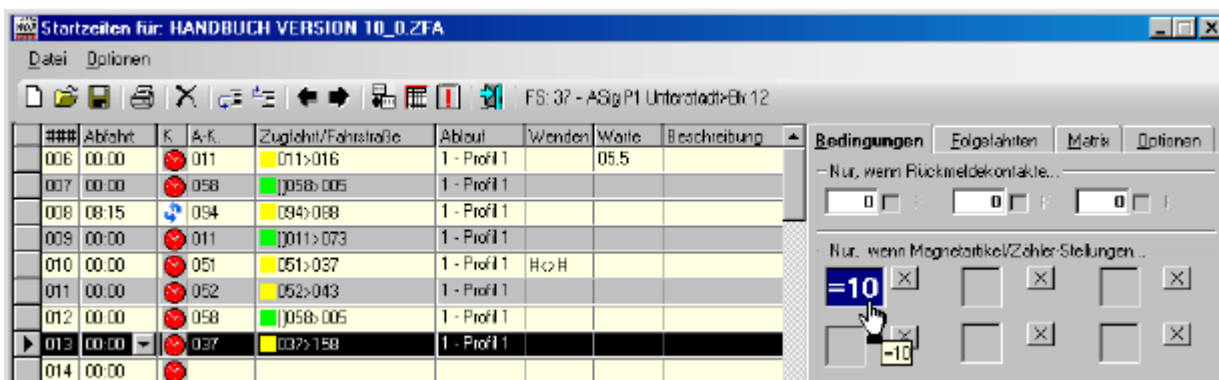 Startzeiten für: HANDBUCH VERSION 10_0.ZFA
Datei Optionen
FS: 37 - ASig P1 Unterstadt>Blk 12
### Abfahrt K A-K. Zugfahrt/Fahrstraße Ablauf Wenden Warte Beschreibung
006 00:00 011 011>016 1 - Profil 1 05.5
007 00:00 058 []058>005 1 - Profil 1
008 08:15 094 094>088 1 - Profil 1
009 00:00 011 []011>073 1 - Profil 1
010 00:00 051 051>037 1 - Profil 1 H<>H
011 00:00 052 052>043 1 - Profil 1
012 00:00 058 []058>005 1 - Profil 1
013 00:00 037 037>158 1 - Profil 1
014 00:00
Bedingungen Folgefahrten Matrix Optionen
Nur, wenn Rückmeldekontakte...
0 0 0
Nur, wenn Magnetartikel/Zähler-Stellungen...
=10 X X X
X X X
=10